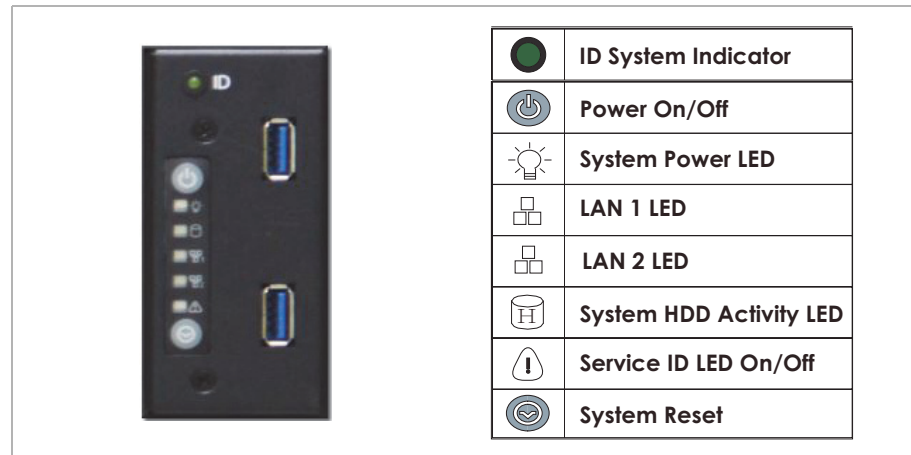 ID
ID System Indicator
Power On/Off
System Power LED
LAN 1 LED
LAN 2 LED
H
System HDD Activity LED
!
Service ID LED On/Off
System Reset